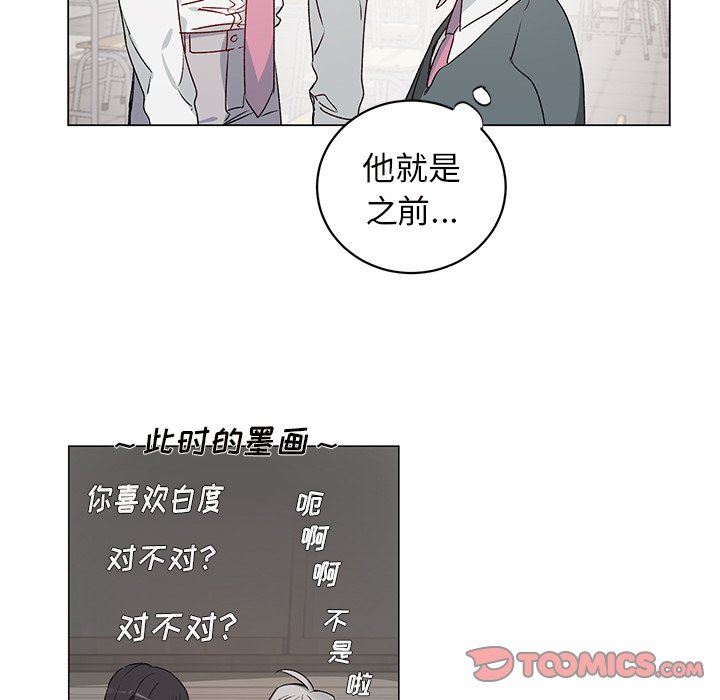 他就是
之前…
~此时的墨画~
你喜欢白度
对不对?
对不对?
呃
啊
啊
不
是
啦
TOOMICS.COM